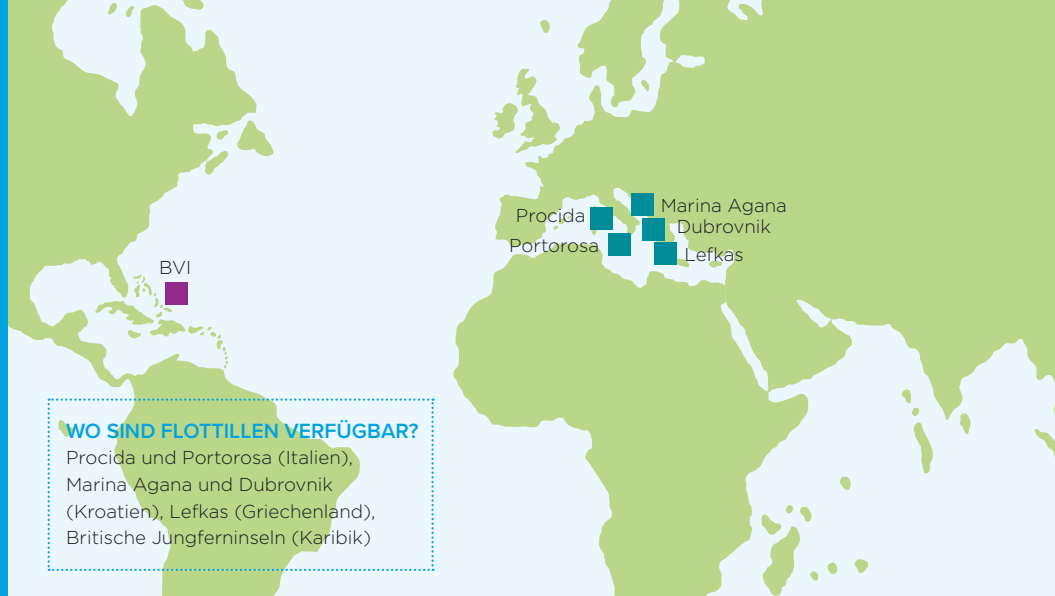 Procida
Marina Agana
Dubrovnik
Portorosa
Lefkas
BVI
WO SIND FLOTTILLEN VERFÜGBAR?
Procida und Portorosa (Italien),
Marina Agana und Dubrovnik
(Kroatien), Lefkas (Griechenland),
Britische Jungferninseln (Karibik)